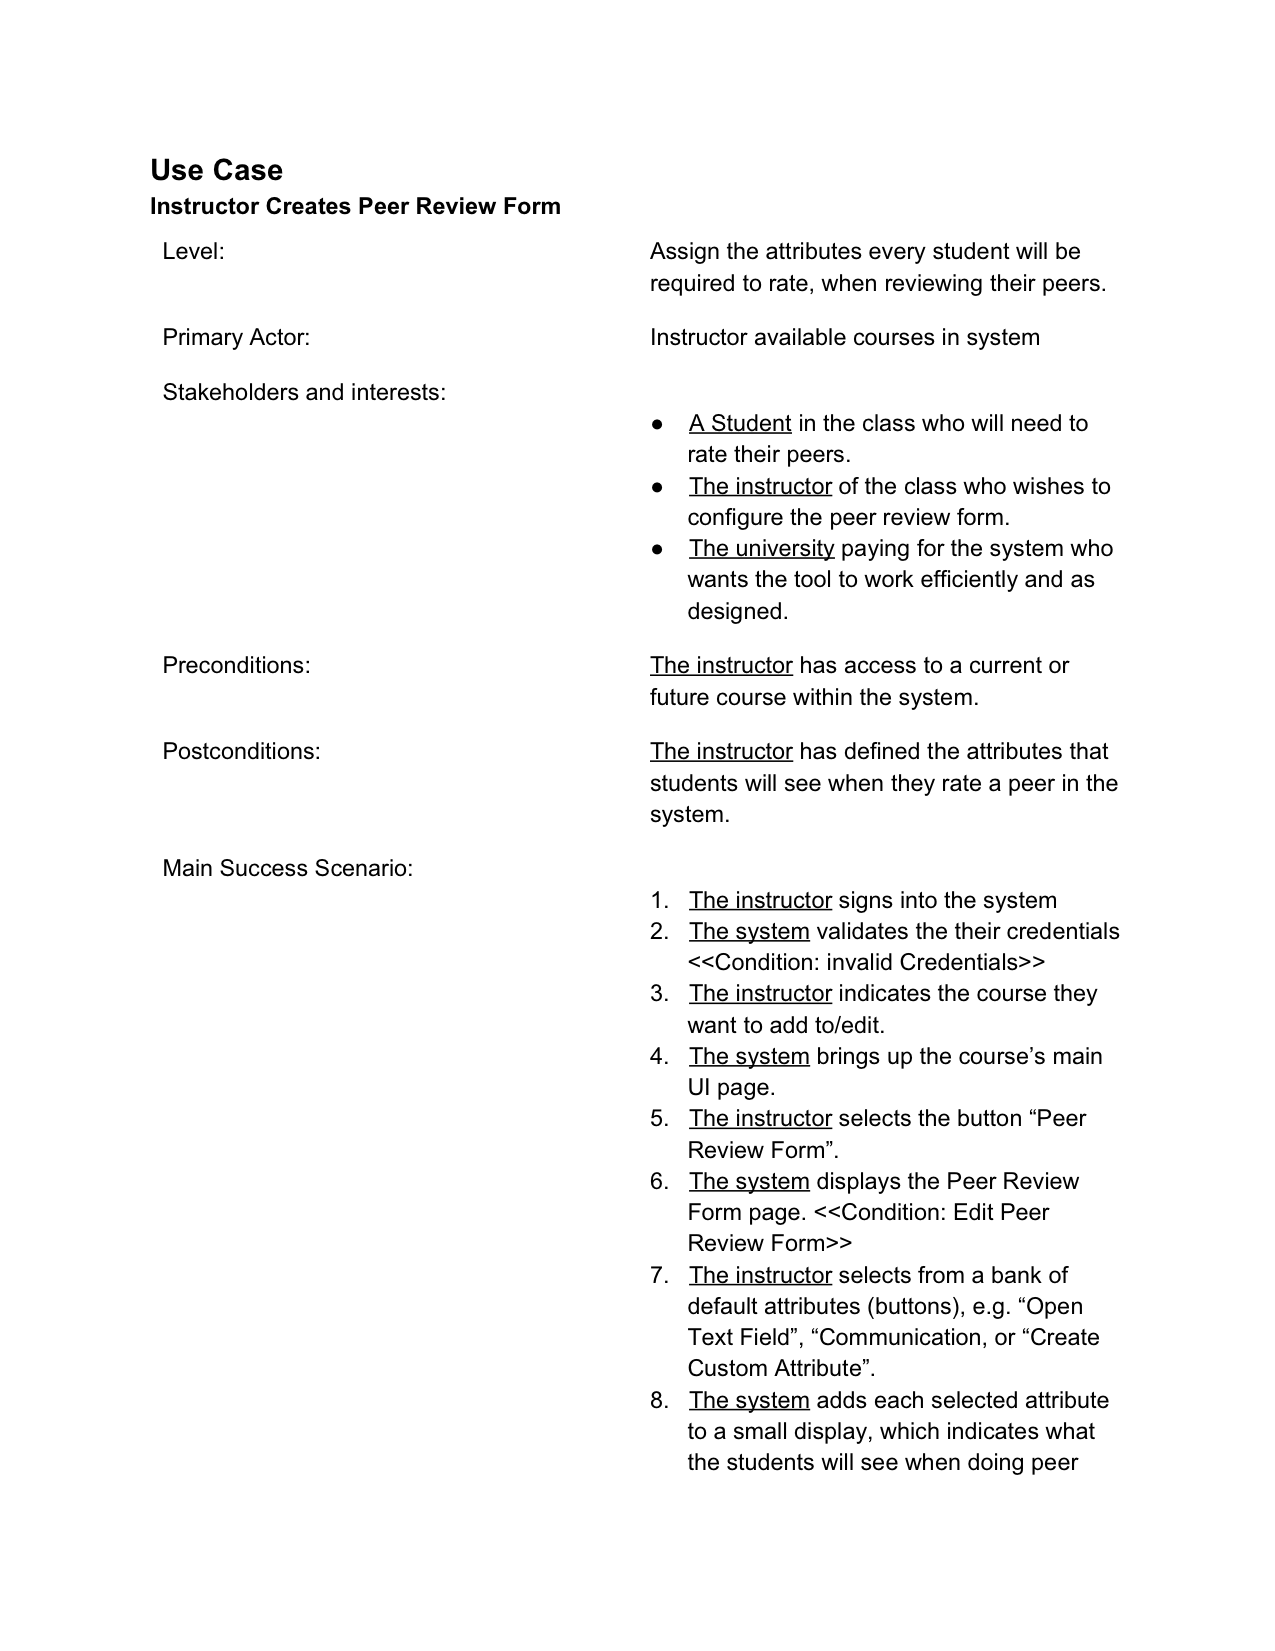 Use Case
Instructor Creates Peer Review Form
Level:
Assign the attributes every student will be
required to rate, when reviewing their peers.
Primary Actor:
Instructor available courses in system
Stakeholders and interests:
● A Student in the class who will need to
rate their peers.
● The instructor of the class who wishes to
configure the peer review form.
● The university paying for the system who
wants the tool to work efficiently and as
designed.
Preconditions:
The instructor has access to a current or
future course within the system.
Postconditions:
The instructor has defined the attributes that
students will see when they rate a peer in the
system.
Main Success Scenario:
1. The instructor signs into the system
2. The system validates the their credentials
<<Condition: invalid Credentials>>
3. The instructor indicates the course they
want to add to/edit.
4. The system brings up the course’s main
UI page.
5. The instructor selects the button “Peer
Review Form”.
6. The system displays the Peer Review
Form page. <<Condition: Edit Peer
Review Form>>
7. The instructor selects from a bank of
default attributes (buttons), e.g. “Open
Text Field”, “Communication, or “Create
Custom Attribute”.
8. The system adds each selected attribute
to a small display, which indicates what
the students will see when doing peer